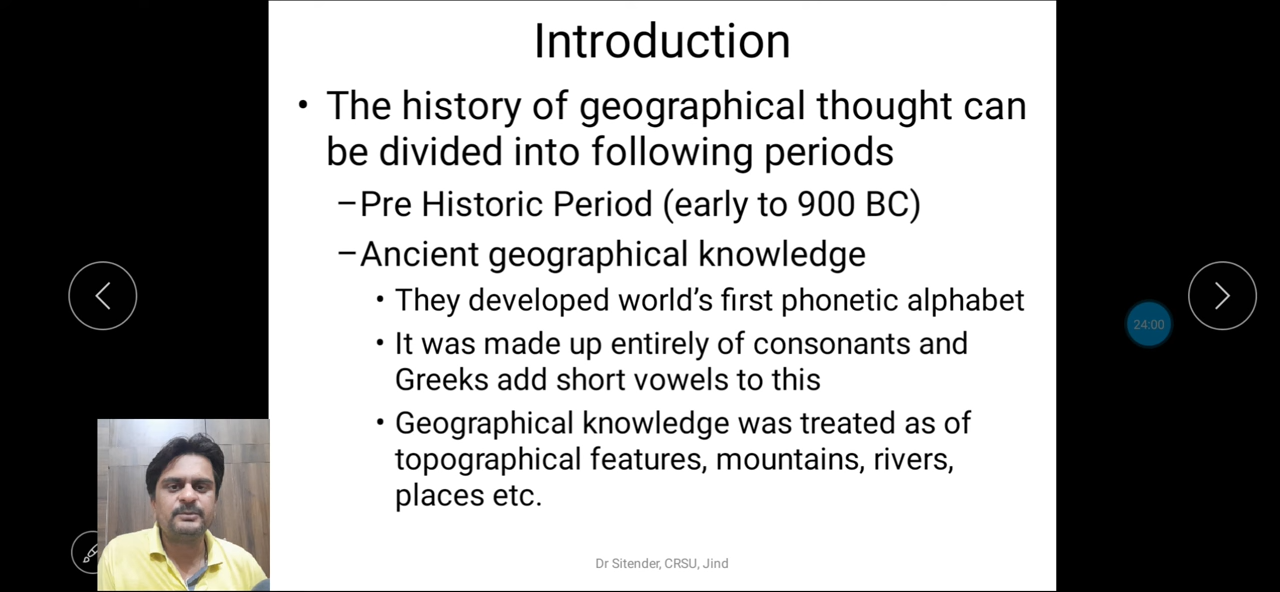 Introduction
• The history of geographical thought can
be divided into following periods
–Pre Historic Period (early to 900 BC)
–Ancient geographical knowledge
• They developed world's first phonetic alphabet
• It was made up entirely of consonants and
Greeks add short vowels to this
• Geographical knowledge was treated as of
topographical features, mountains, rivers,
places etc.
24:00
Dr Sitender, CRSU, Jind